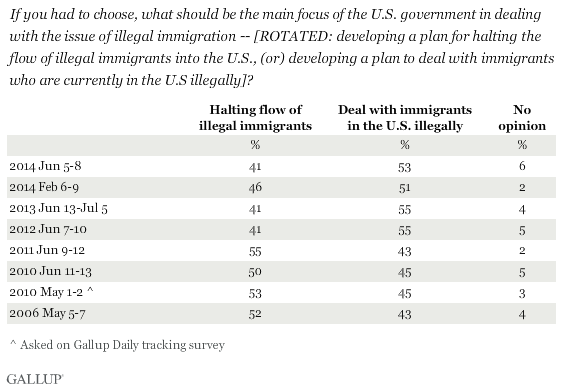 If you had to choose, what should be the main focus of the U.S. government in dealing
with the issue of illegal immigration -- [ROTATED: developing a plan for halting the
flow of illegal immigrants into the U.S., (or) developing a plan to deal with immigrants
who are currently in the U.S illegally]?
Halting flow of illegal immigrants Deal with immigrants in the U.S. illegally No opinion
% % %
2014 Jun 5-8 41 53 6
2014 Feb 6-9 46 51 2
2013 Jun 13-Jul 5 41 55 4
2012 Jun 7-10 41 55 5
2011 Jun 9-12 55 43 2
2010 Jun 11-13 50 45 5
2010 May 1-2 ^ 53 45 3
2006 May 5-7 52 43 4
^ Asked on Gallup Daily tracking survey
GALLUP